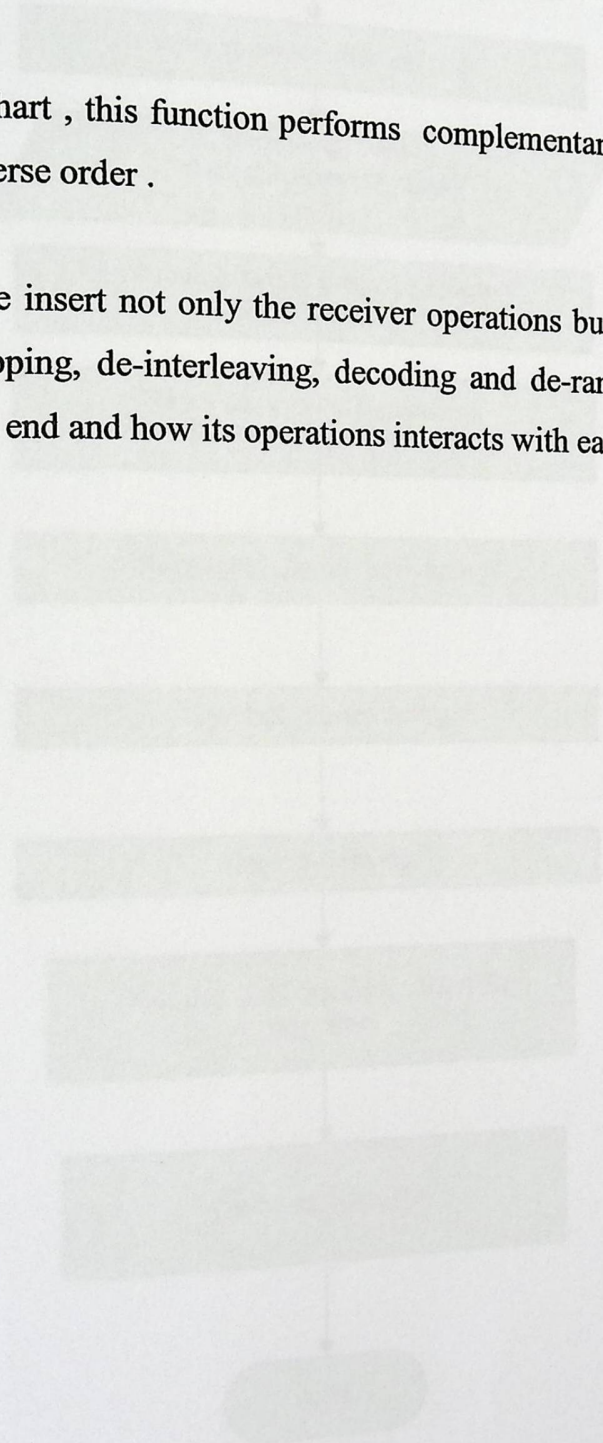 hart , this function performs complementar
erse order .
e insert not only the receiver operations bu
pping, de-interleaving, decoding and de-ran
end and how its operations interacts with ea